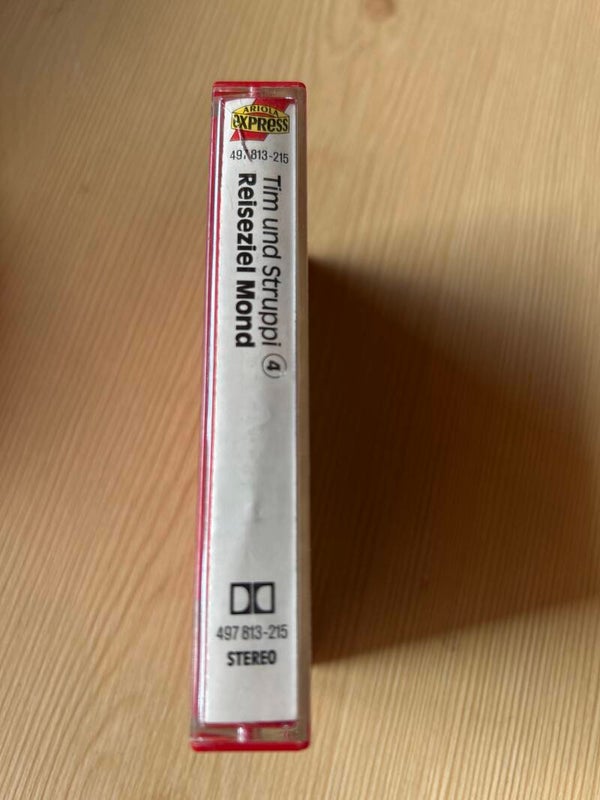 ARIOLA
EXPRESS
497 813-215
Tim und Struppi 4
Reiseziel Mond
497 813-215
STEREO